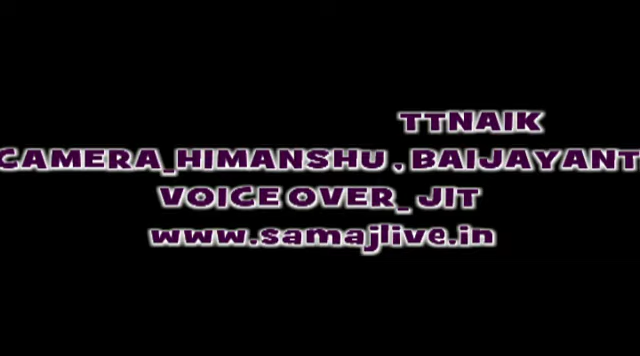 TTNAIK
CAMERA_HIMANSHU , BAIJAYANT
VOICE OVER_ JIT
www.samajlive.in